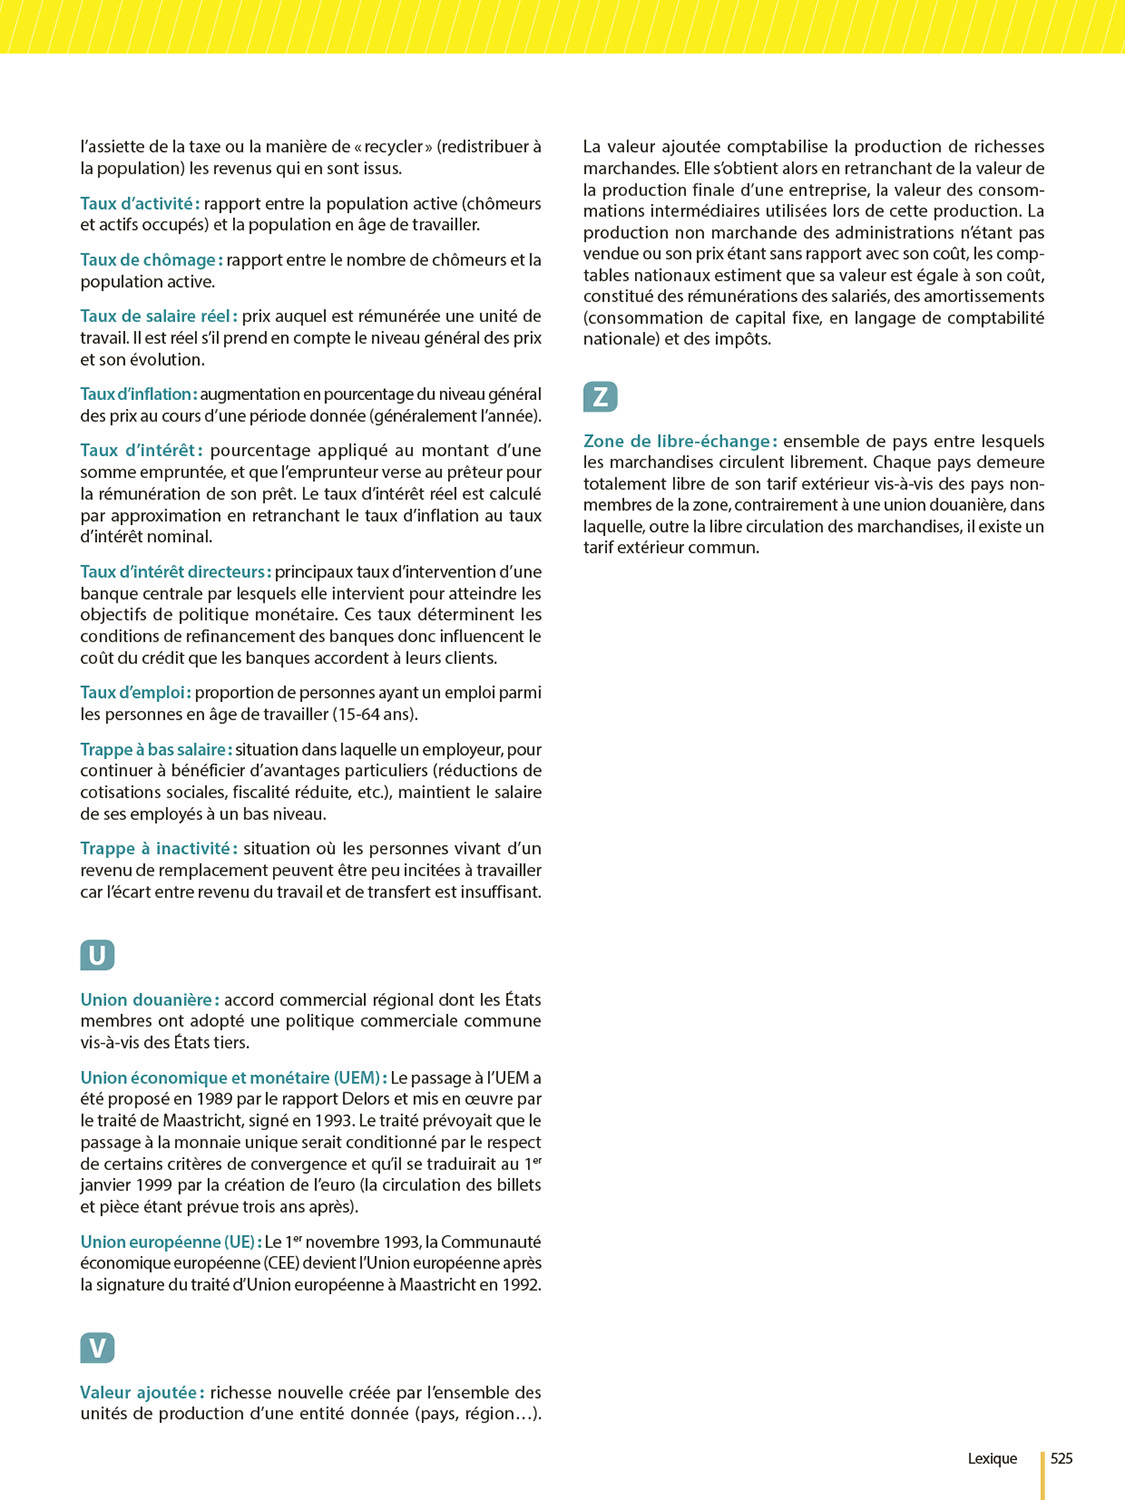 l’assiette de la taxe ou la manière de « recycler » (redistribuer à
la population) les revenus qui en sont issus.
Taux d’activité : rapport entre la population active (chômeurs
et actifs occupés) et la population en âge de travailler.
Taux de chômage : rapport entre le nombre de chômeurs et la
population active.
Taux de salaire réel : prix auquel est rémunérée une unité de
travail. Il est réel s’il prend en compte le niveau général des prix
et son évolution.
Taux d’inflation : augmentation en pourcentage du niveau général
des prix au cours d’une période donnée (généralement l’année).
Taux d’intérêt : pourcentage appliqué au montant d’une
somme empruntée, et que l’emprunteur verse au prêteur pour
la rémunération de son prêt. Le taux d’intérêt réel est calculé
par approximation en retranchant le taux d’inflation au taux
d’intérêt nominal.
Taux d’intérêt directeurs : principaux taux d’intervention d’une
banque centrale par lesquels elle intervient pour atteindre les
objectifs de politique monétaire. Ces taux déterminent les
conditions de refinancement des banques donc influencent le
coût du crédit que les banques accordent à leurs clients.
Taux d’emploi : proportion de personnes ayant un emploi parmi
les personnes en âge de travailler (15-64 ans).
Trappe à bas salaire : situation dans laquelle un employeur, pour
continuer à bénéficier d’avantages particuliers (réductions de
cotisations sociales, fiscalité réduite, etc.), maintient le salaire
de ses employés à un bas niveau.
Trappe à inactivité : situation où les personnes vivant d’un
revenu de remplacement peuvent être peu incitées à travailler
car l’écart entre revenu du travail et de transfert est insuffisant.
U
Union douanière : accord commercial régional dont les États
membres ont adopté une politique commerciale commune
vis-à-vis des États tiers.
Union économique et monétaire (UEM) : Le passage à l’UEM a
été proposé en 1989 par le rapport Delors et mis en œuvre par
le traité de Maastricht, signé en 1993. Le traité prévoyait que le
passage à la monnaie unique serait conditionné par le respect
de certains critères de convergence et qu’il se traduirait au 1er
janvier 1999 par la création de l’euro (la circulation des billets
et pièce étant prévue trois ans après).
Union européenne (UE) : Le 1er novembre 1993, la Communauté
économique européenne (CEE) devient l’Union européenne après
la signature du traité d’Union européenne à Maastricht en 1992.
V
Valeur ajoutée : richesse nouvelle créée par l’ensemble des
unités de production d’une entité donnée (pays, région…).
La valeur ajoutée comptabilise la production de richesses
marchandes. Elle s’obtient alors en retranchant de la valeur de
la production finale d’une entreprise, la valeur des consom-
mations intermédiaires utilisées lors de cette production. La
production non marchande des administrations n’étant pas
vendue ou son prix étant sans rapport avec son coût, les comp-
tables nationaux estiment que sa valeur est égale à son coût,
constitué des rémunérations des salariés, des amortissements
(consommation de capital fixe, en langage de comptabilité
nationale) et des impôts.
Z
Zone de libre-échange : ensemble de pays entre lesquels
les marchandises circulent librement. Chaque pays demeure
totalement libre de son tarif extérieur vis-à-vis des pays non-
membres de la zone, contrairement à une union douanière, dans
laquelle, outre la libre circulation des marchandises, il existe un
tarif extérieur commun.
Lexique 525